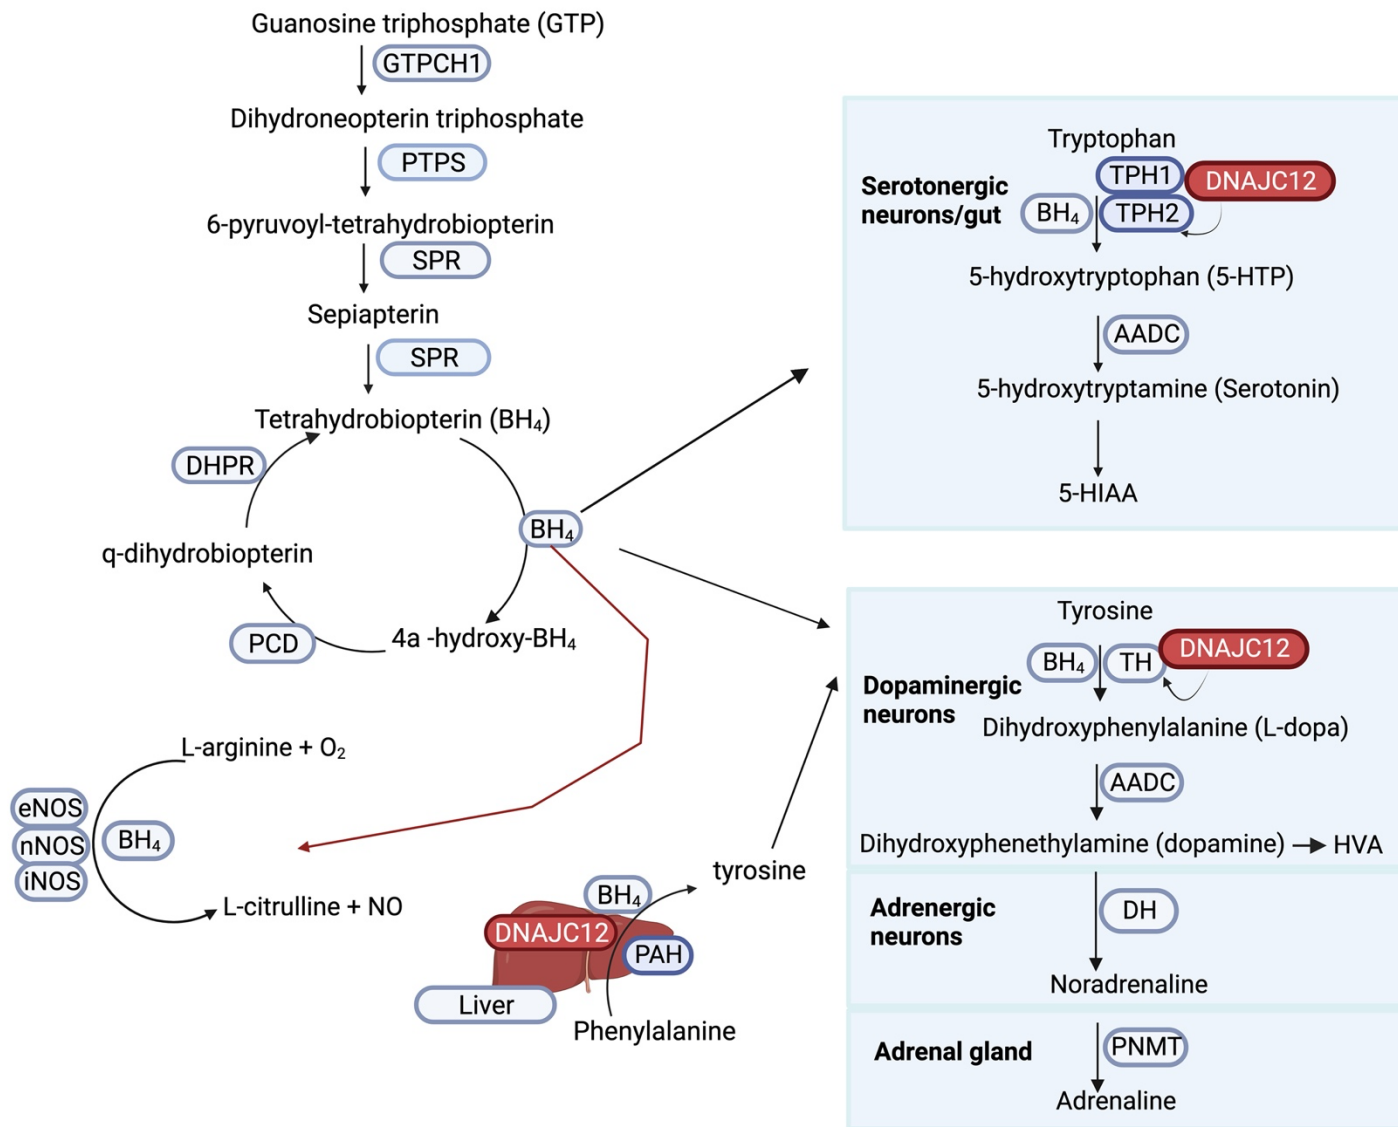 Guanosine triphosphate (GTP)
GTPCH1
Dihydroneopterin triphosphate
PTPS
6-pyruvoyl-tetrahydrobiopterin
SPR
Sepiapterin
SPR
Tetrahydrobiopterin (BH₄)
DHPR
BH₄
q-dihydrobiopterin
4a -hydroxy-BH₄
PCD
L-arginine + O₂
eNOS
nNOS
iNOS
BH₄
L-citrulline + NO
tyrosine
BH₄
DNAJC12
PAH
Liver
Phenylalanine
Tryptophan
Serotonergic
neurons/gut
TPH1
DNAJC12
BH₄
TPH2
5-hydroxytryptophan (5-HTP)
AADC
5-hydroxytryptamine (Serotonin)
5-HIAA
Tyrosine
BH₄
TH
DNAJC12
Dopaminergic
neurons
Dihydroxyphenylalanine (L-dopa)
AADC
Dihydroxyphenethylamine (dopamine)
HVA
Adrenergic
neurons
DH
Noradrenaline
Adrenal gland
PNMT
Adrenaline